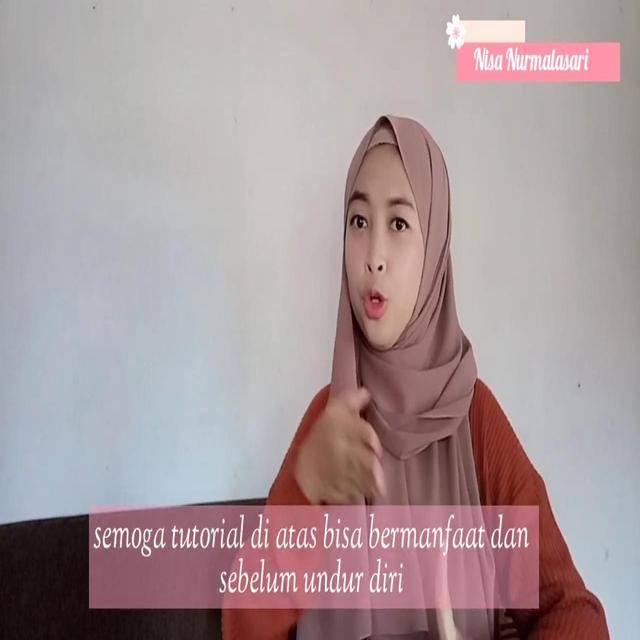 Nisa Nurmalasari
semoga tutorial di atas bisa bermanfaat dan
sebelum undur diri